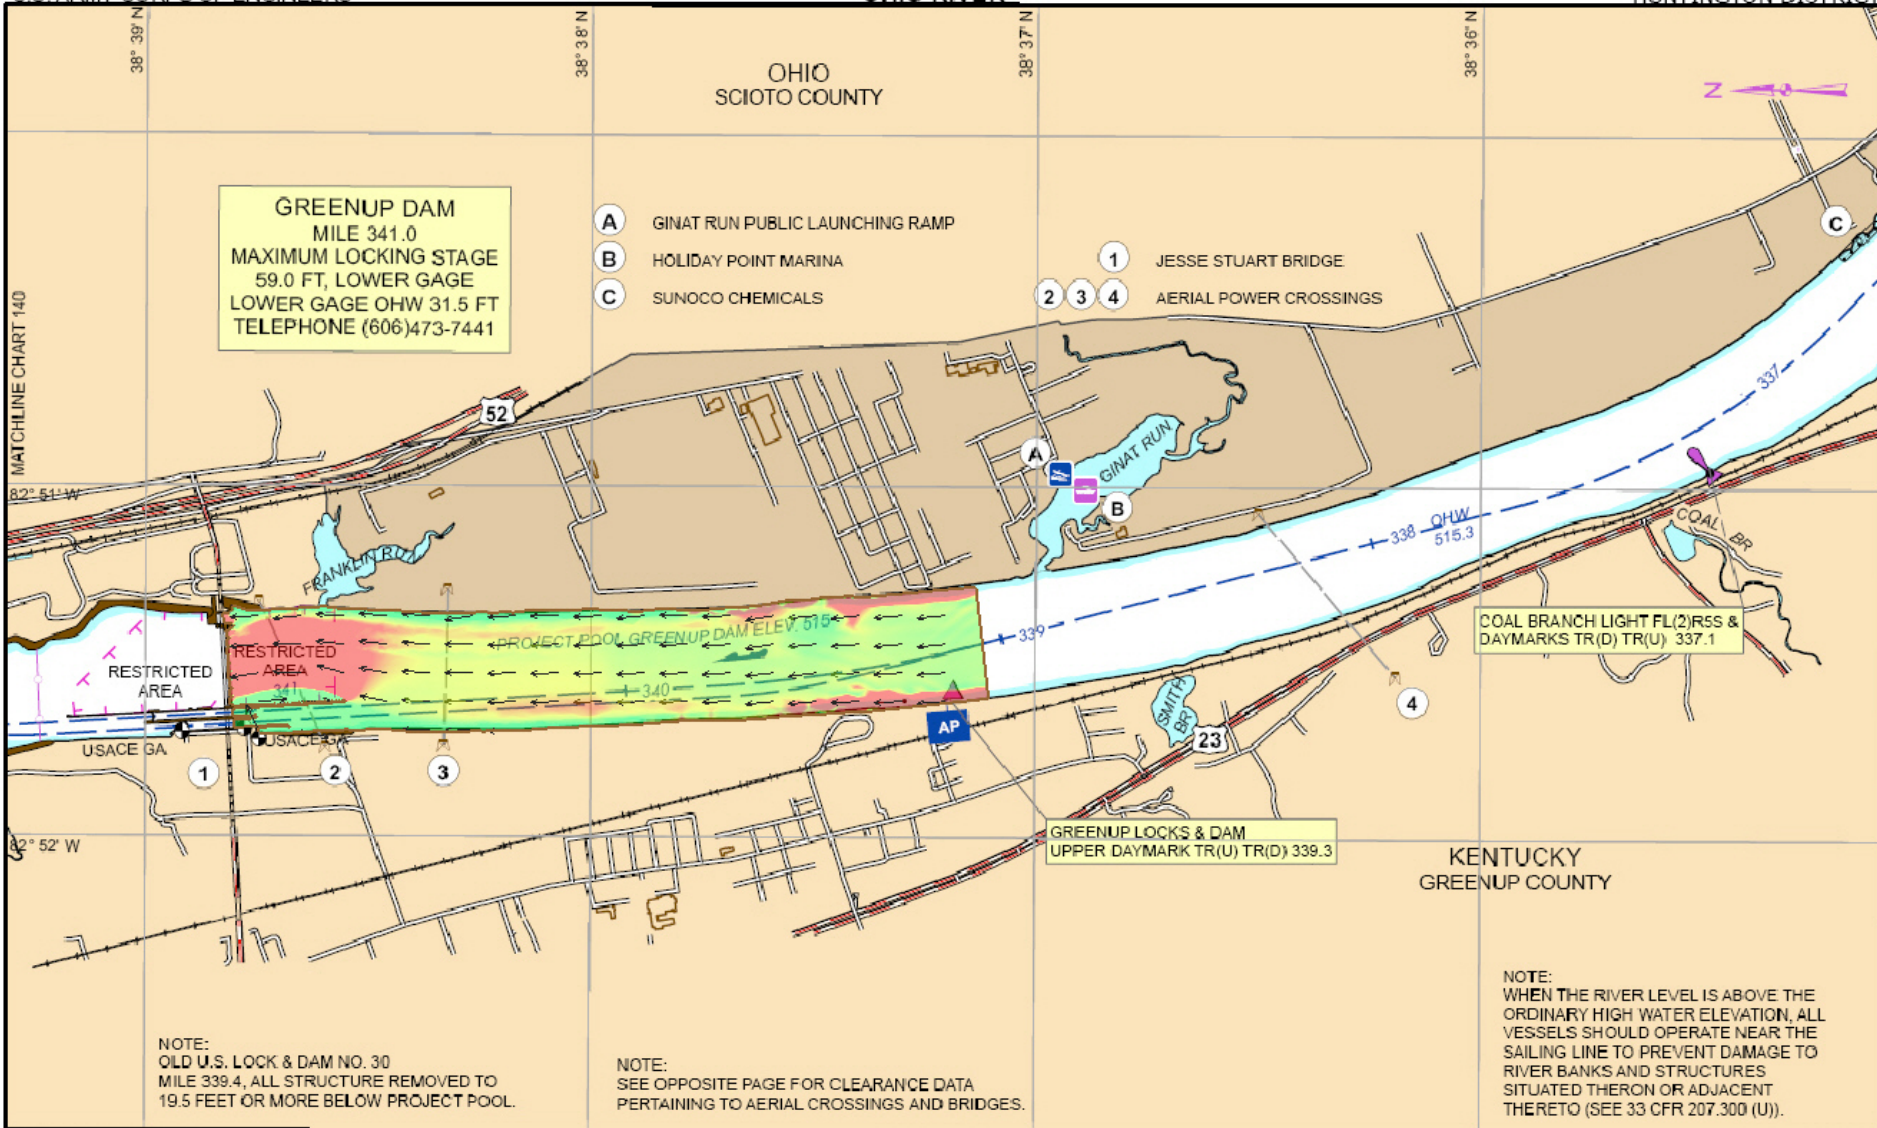 38° 39' N
38° 38' N
38° 37' N
38° 36' N
OHIO
SCIOTO COUNTY
N
GREENUP DAM
MILE 341.0
MAXIMUM LOCKING STAGE
59.0 FT, LOWER GAGE
LOWER GAGE OHW 31.5 FT
TELEPHONE (606)473-7441
A GINAT RUN PUBLIC LAUNCHING RAMP
B HOLIDAY POINT MARINA
C SUNOCO CHEMICALS
1 JESSE STUART BRIDGE
2 3 4 AERIAL POWER CROSSINGS
C
MATCHLINE CHART 140
52
337
A
GINAT RUN
B
82° 51' W
FRANKLIN RUN
338
OHW
515.3
COAL BR
COAL BRANCH LIGHT FL(2)R5S &
DAYMARKS TR(D) TR(U) 337.1
PROJECT POOL GREENUP DAM ELEV. 515
339
RESTRICTED
AREA
RESTRICTED
AREA
341
340
SMITH
BR
4
AP
23
USACE GA
USACE GA
1
2
3
82° 52' W
GREENUP LOCKS & DAM
UPPER DAYMARK TR(U) TR(D) 339.3
KENTUCKY
GREENUP COUNTY
NOTE:
OLD U.S. LOCK & DAM NO. 30
MILE 339.4, ALL STRUCTURE REMOVED TO
19.5 FEET OR MORE BELOW PROJECT POOL.
NOTE:
SEE OPPOSITE PAGE FOR CLEARANCE DATA
PERTAINING TO AERIAL CROSSINGS AND BRIDGES.
NOTE:
WHEN THE RIVER LEVEL IS ABOVE THE
ORDINARY HIGH WATER ELEVATION, ALL
VESSELS SHOULD OPERATE NEAR THE
SAILING LINE TO PREVENT DAMAGE TO
RIVER BANKS AND STRUCTURES
SITUATED THERON OR ADJACENT
THERETO (SEE 33 CFR 207.300 (U)).